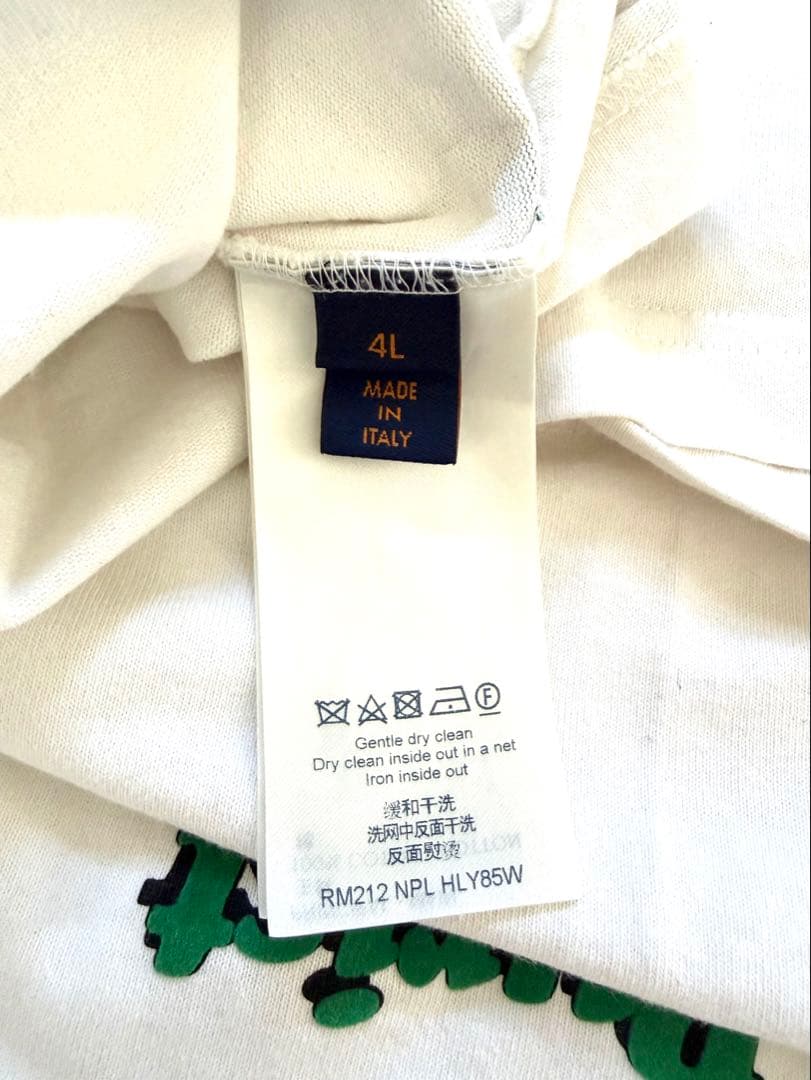 4L
MADE
IN
ITALY
F
Gentle dry clean
Dry clean inside out in a net
Iron inside out
缓和干洗
洗网中反面干洗
反面熨烫
RM212 NPL HLY85W